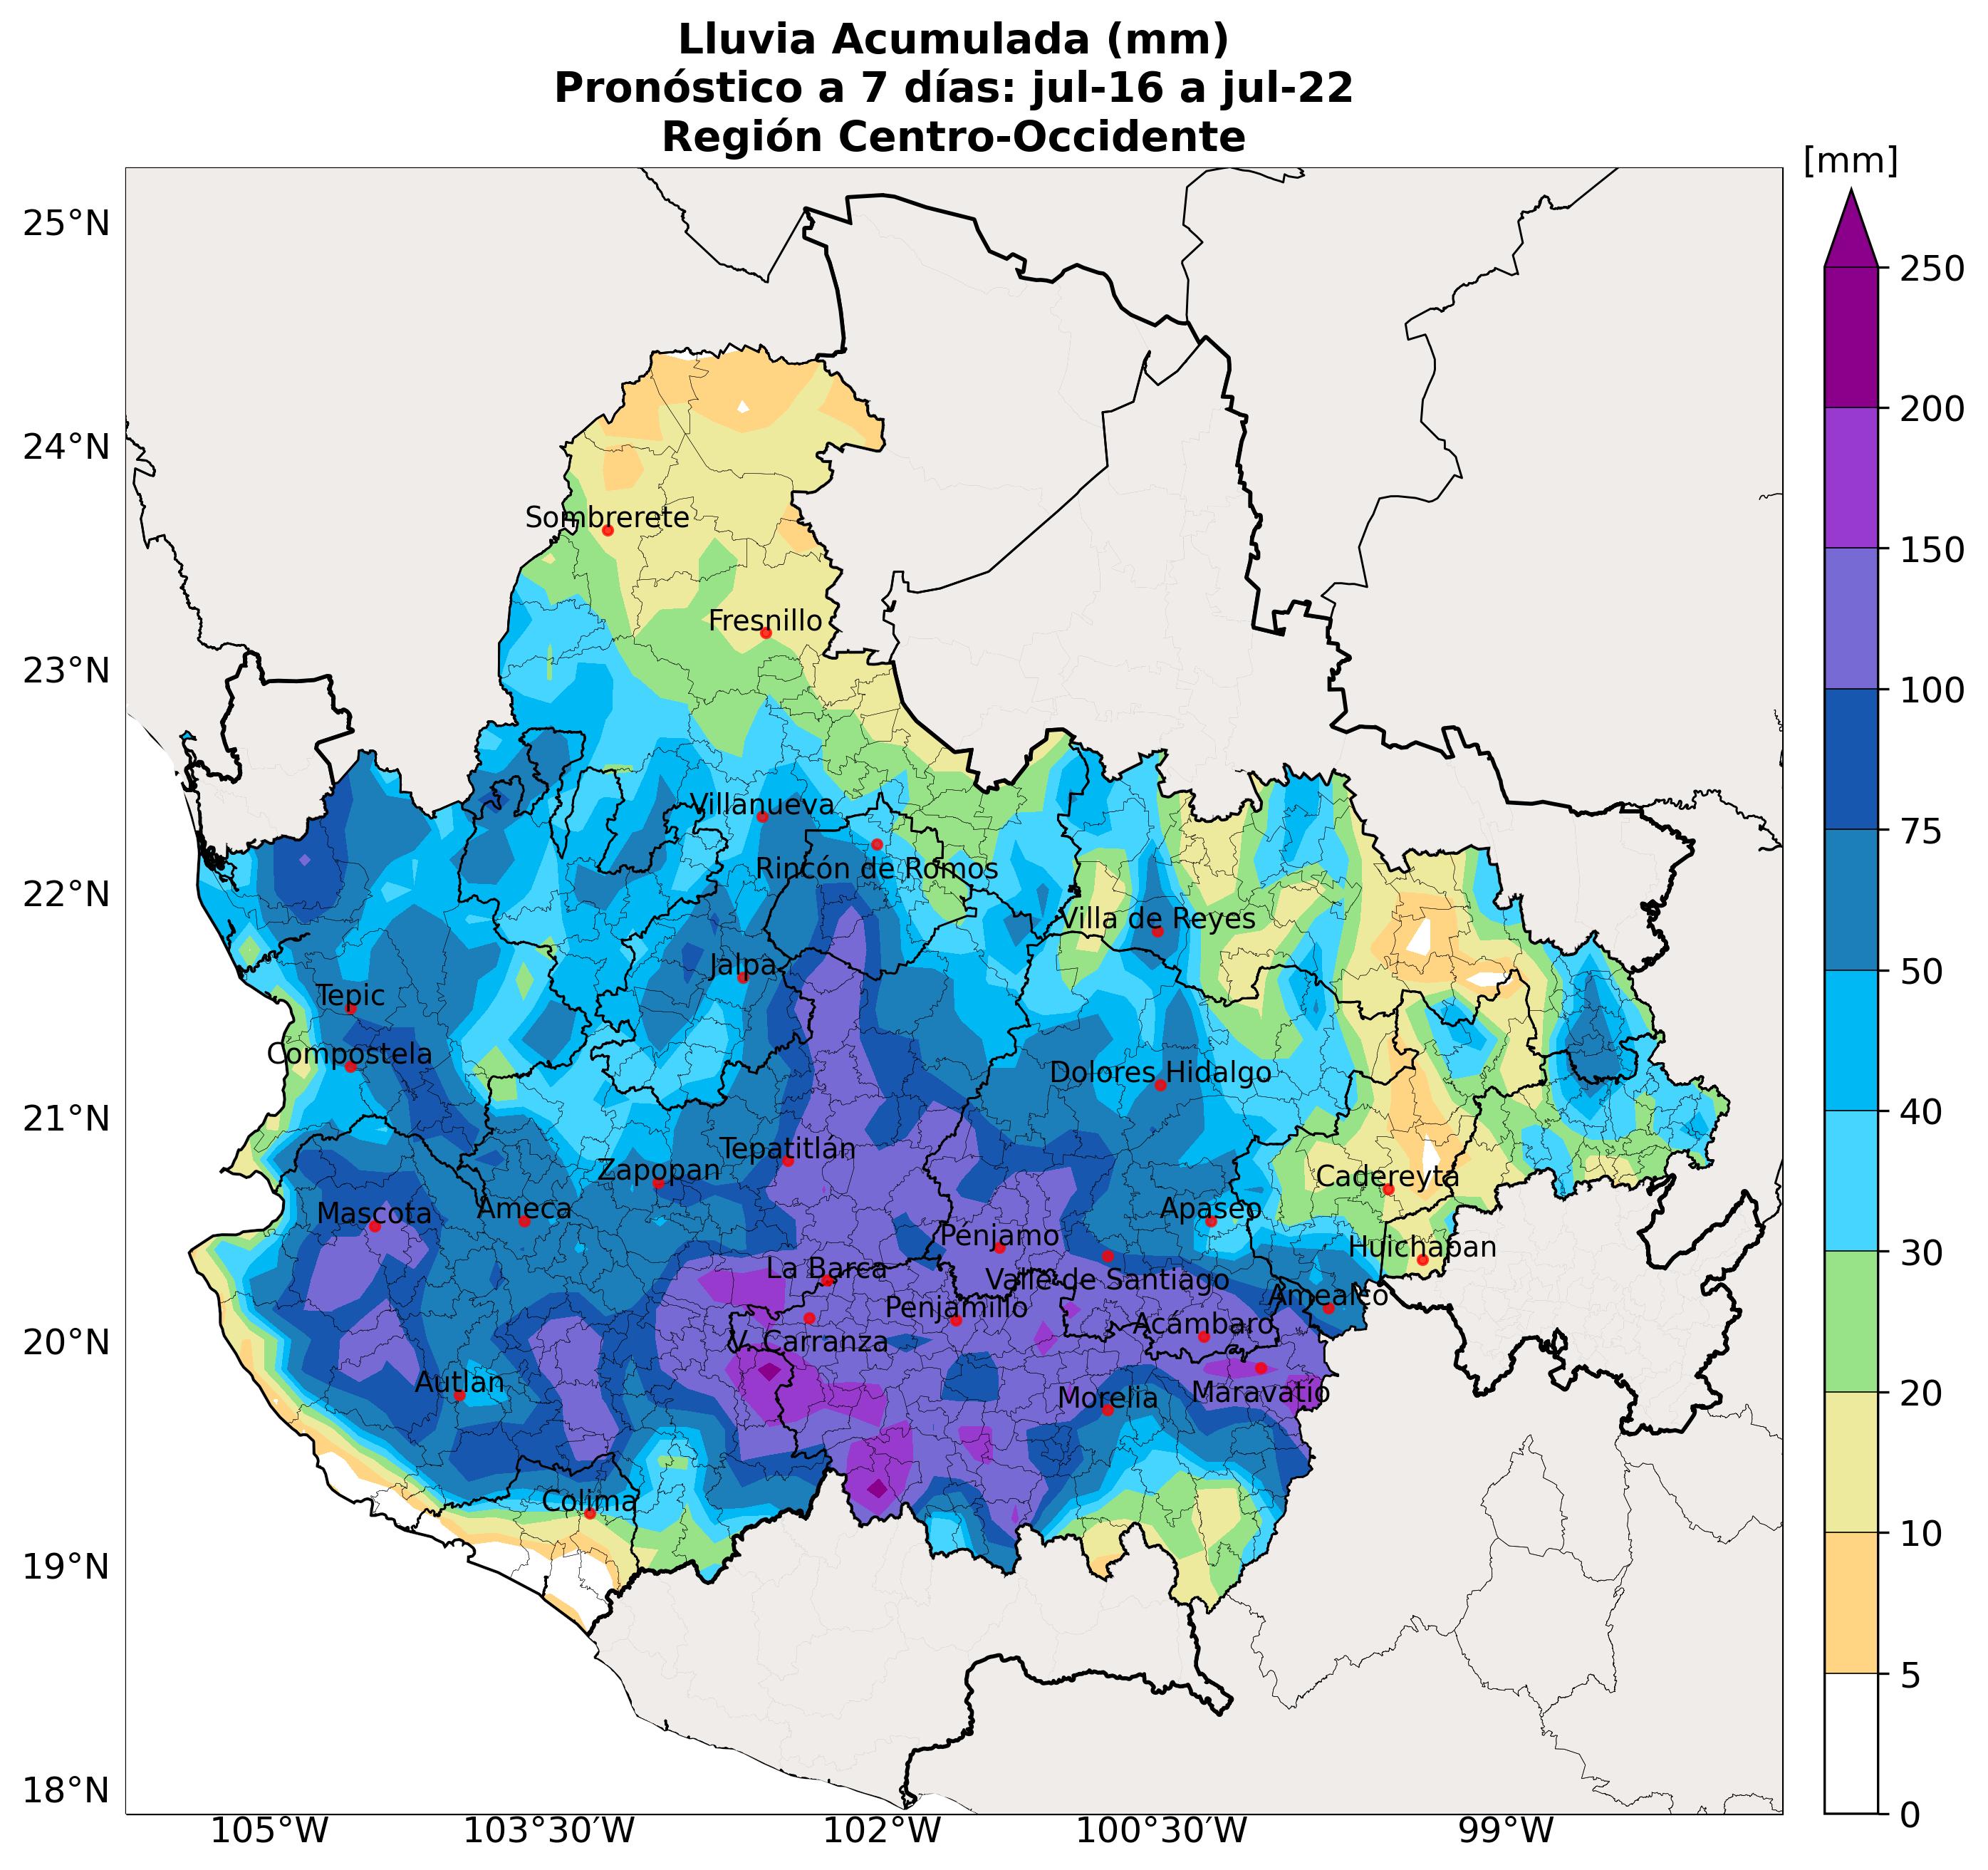 Lluvia Acumulada (mm)
Pronóstico a 7 días: jul-16 a jul-22
Región Centro-Occidente
[mm]
25°N
24°N
23°N
22°N
21°N
20°N
19°N
18°N
250
200
150
100
75
50
40
30
20
10
5
0
Sombrerete
Fresnillo
Villanueva
Rincón de Romos
Villa de Reyes
Jalpa
Tepic
Compostela
Dolores Hidalgo
Tepatitlán
Zapopan
Cadereyta
Mascota
Ameca
Apaseo
Pénjamo
Huichapan
La Barca
Valle de Santiago
Amealco
Penjamillo
Acámbaro
V. Carranza
Autlán
Morelia
Maravatío
Colima
105°W
103°30'W
102°W
100°30'W
99°W